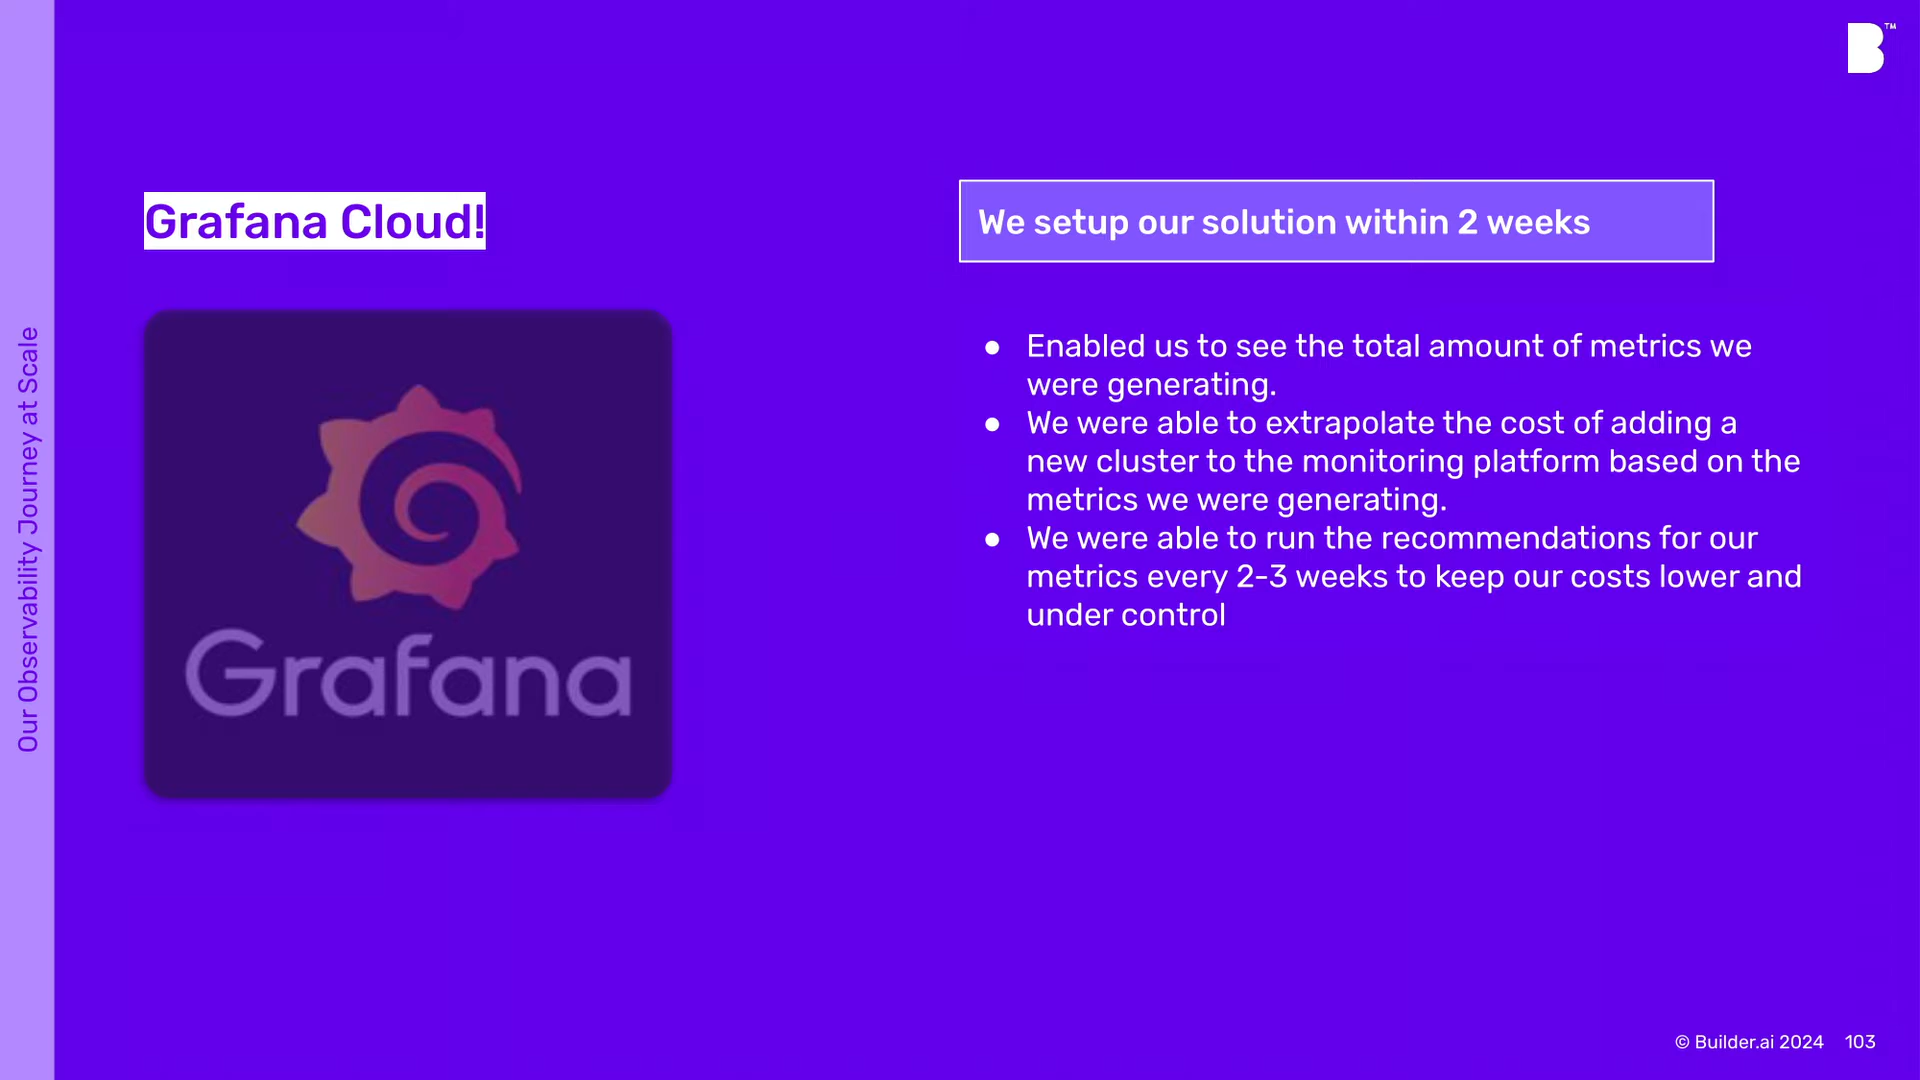 B™
Our Observability Journey at Scale
Grafana Cloud!
Grafana
We setup our solution within 2 weeks
● Enabled us to see the total amount of metrics we
were generating.
● We were able to extrapolate the cost of adding a
new cluster to the monitoring platform based on the
metrics we were generating.
● We were able to run the recommendations for our
metrics every 2-3 weeks to keep our costs lower and
under control
© Builder.ai 2024 103